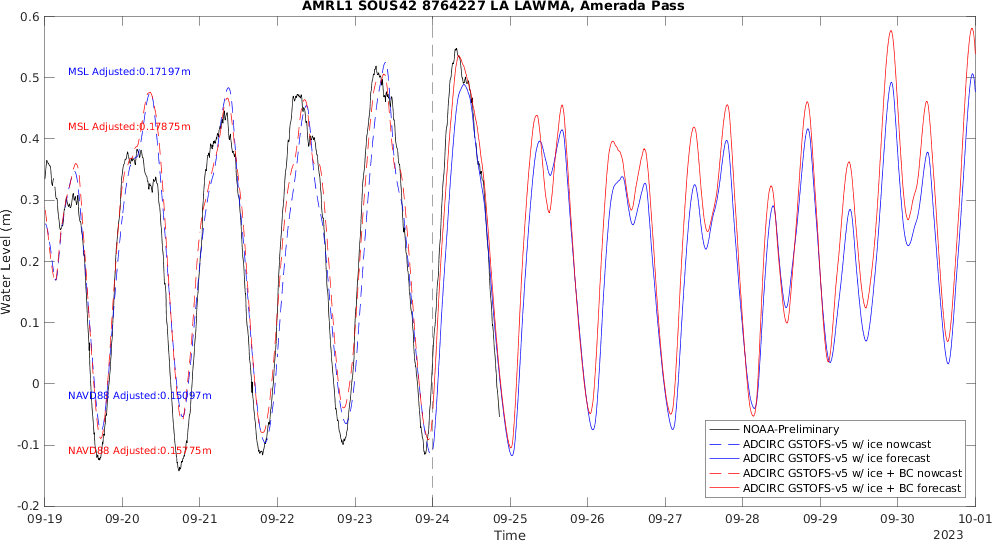 AMRL1 SOUS42 8764227 LA LAWMA, Amerada Pass
0.6
0.5
0.4
0.3
0.2
0.1
0
-0.1
-0.2
Water Level (m)
MSL Adjusted:0.17197m
MSL Adjusted:0.17875m
NAVD88 Adjusted:0.15097m
NAVD88 Adjusted:0.15775m
NOAA-Preliminary
ADCIRC GSTOFS-v5 w/ ice nowcast
ADCIRC GSTOFS-v5 w/ ice forecast
ADCIRC GSTOFS-v5 w/ ice + BC nowcast
ADCIRC GSTOFS-v5 w/ ice + BC forecast
09-19 09-20 09-21 09-22 09-23 09-24 09-25 09-26 09-27 09-28 09-29 09-30 10-01
Time
2023